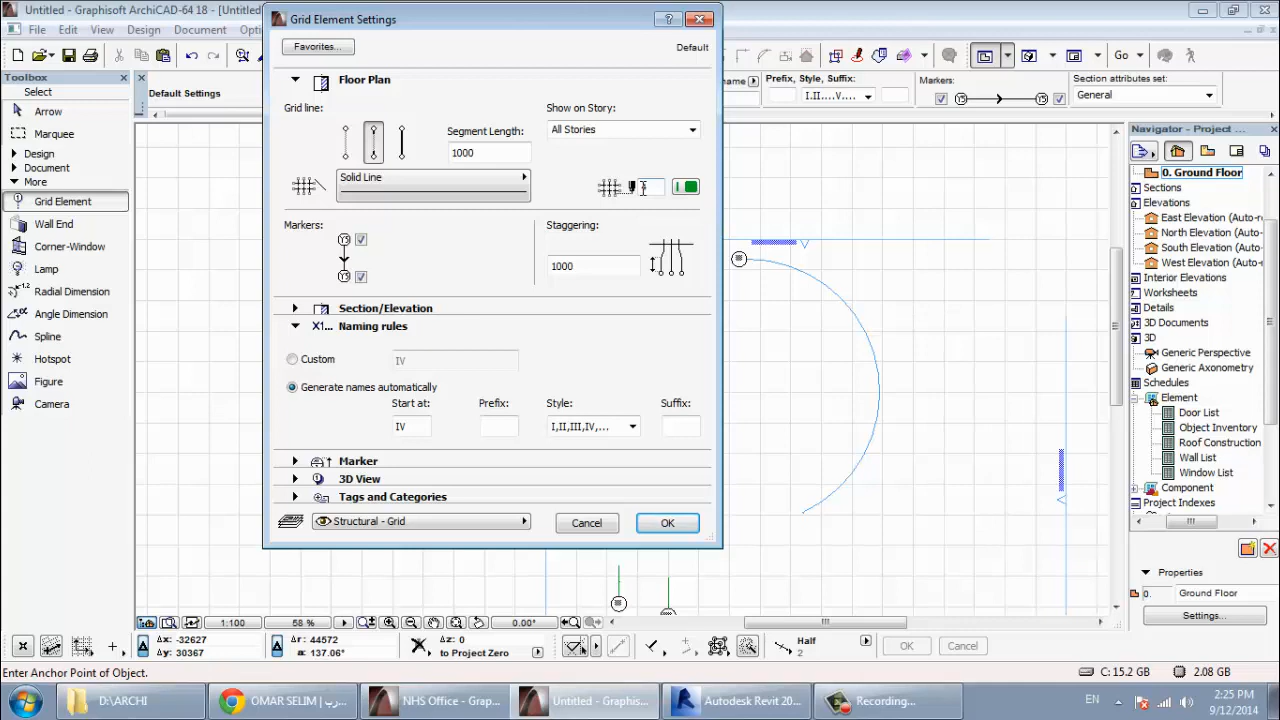 Untitled - Graphisoft ArchiCAD-64 18 - [Untitled
File Edit View Design Document Opti
Toolbox
Select
Arrow
Marquee
Design
Document
More
Grid Element
Wall End
Corner-Window
Lamp
Radial Dimension
Angle Dimension
Spline
Hotspot
Figure
Camera
Default Settings
Grid Element Settings
Favorites...
Default
Floor Plan
Grid line:
Segment Length:
1000
Show on Story:
All Stories
Solid Line
Markers:
Staggering:
1000
Section/Elevation
Naming rules
Custom
IV
Generate names automatically
Start at: Prefix: Style: Suffix:
IV I,II,III,IV,...
Marker
3D View
Tags and Categories
Structural - Grid
Cancel
OK
Go
name
Prefix, Style, Suffix:
I.II....V....
Markers:
Section attributes set:
General
Navigator - Project ...
0. Ground Floor
Sections
Elevations
East Elevation (Auto-r
North Elevation (Auto-
South Elevation (Auto-
West Elevation (Auto-r
Interior Elevations
Worksheets
Details
3D Documents
3D
Generic Perspective
Generic Axonometry
Schedules
Element
Door List
Object Inventory
Roof Construction
Wall List
Window List
Component
Project Indexes
Properties
0. Ground Floor
Settings...
1:100 58 % 0.00°
Δx: -32627
Δy: 30367
Δr: 44572
a: 137.06°
Δz: 0
to Project Zero
Half
2
OK Cancel
Enter Anchor Point of Object.
C: 15.2 GB 2.08 GB
D:\ARCHI
NHS Office - Grap...
Untitled - Graphis...
Autodesk Revit 20...
Recording...
EN
2:25 PM
9/12/2014